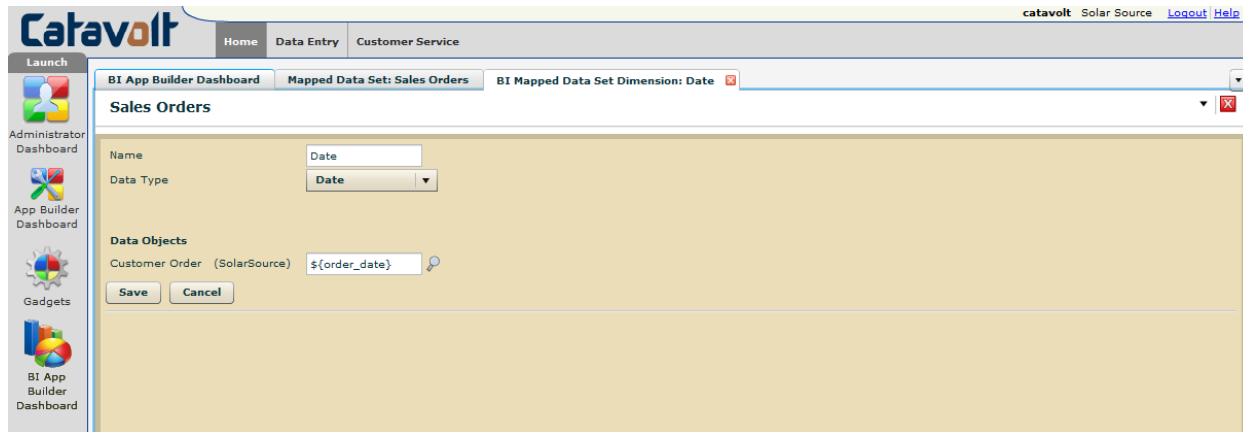 catavolt Solar Source Logout Help
Catavolt
Home Data Entry Customer Service
Launch
BI App Builder Dashboard Mapped Data Set: Sales Orders BI Mapped Data Set Dimension: Date
Sales Orders
Administrator
Dashboard
Name Date
Data Type Date
App Builder
Dashboard
Data Objects
Customer Order (SolarSource) ${order_date}
Save Cancel
Gadgets
BI App
Builder
Dashboard